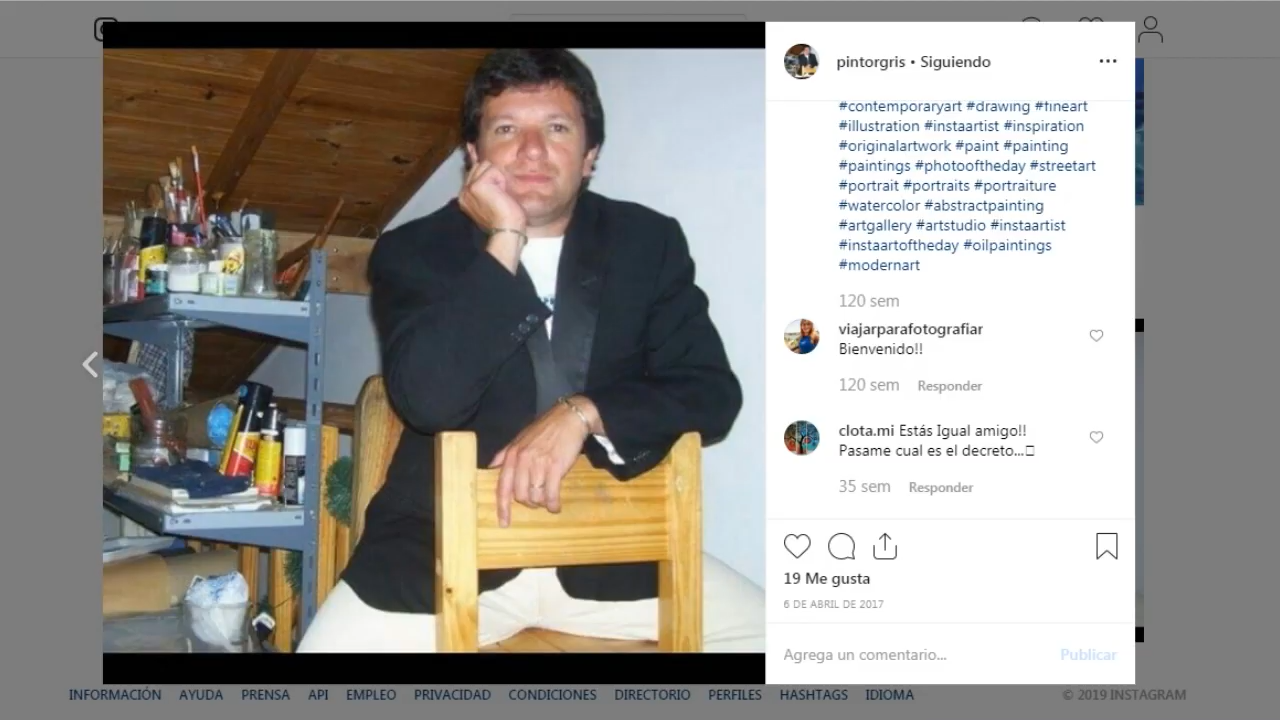 pintorgris • Siguiendo
#contemporaryart #drawing #fineart
#illustration #instaartist #inspiration
#originalartwork #paint #painting
#paintings #photooftheday #streetart
#portrait #portraits #portraiture
#watercolor #abstractpainting
#artgallery #artstudio #instaartist
#instaartoftheday #oilpaintings
#modernart
120 sem
viajarparafotografiar
Bienvenido!!
120 sem Responder
clota.mi Estás Igual amigo!!
Pasame cual es el decreto...
35 sem Responder
19 Me gusta
6 DE ABRIL DE 2017
Agrega un comentario... Publicar
INFORMACIÓN AYUDA PRENSA API EMPLEO PRIVACIDAD CONDICIONES DIRECTORIO PERFILES HASHTAGS IDIOMA © 2019 INSTAGRAM